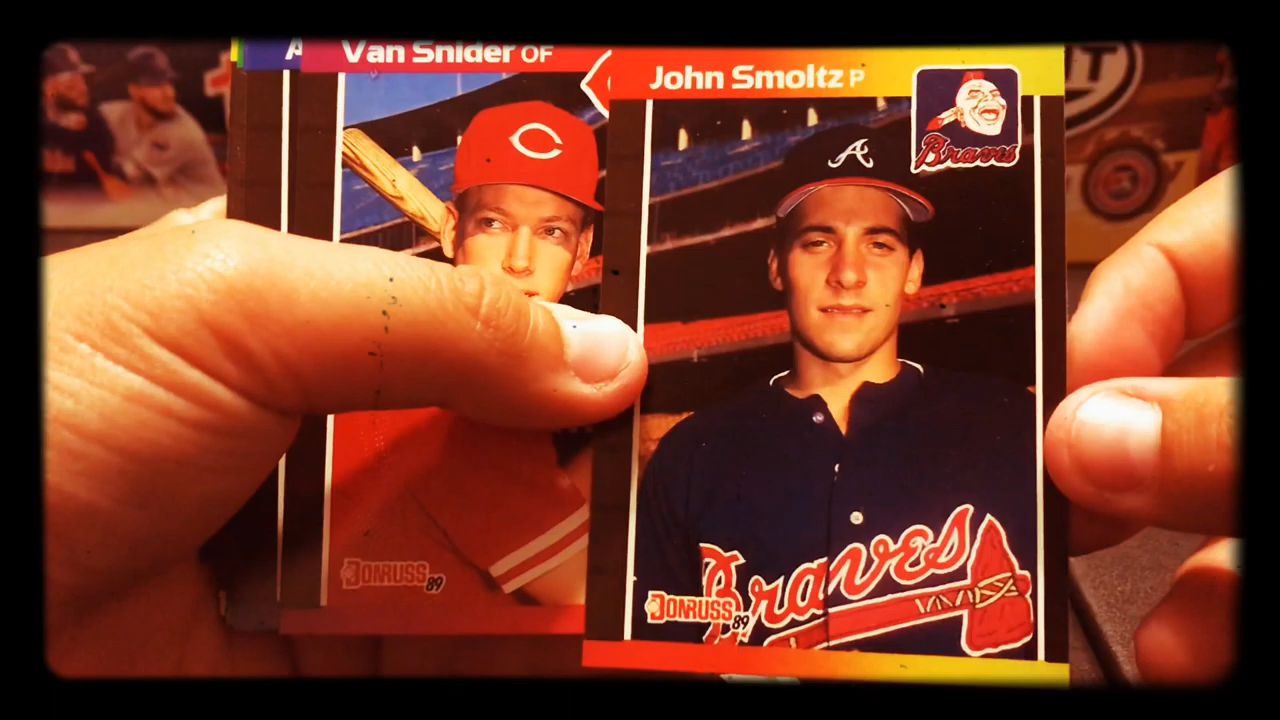 A
Van Snider OF
John Smoltz P
Braves
A
C
DONRUSS 89
Braves
DONRUSS 89